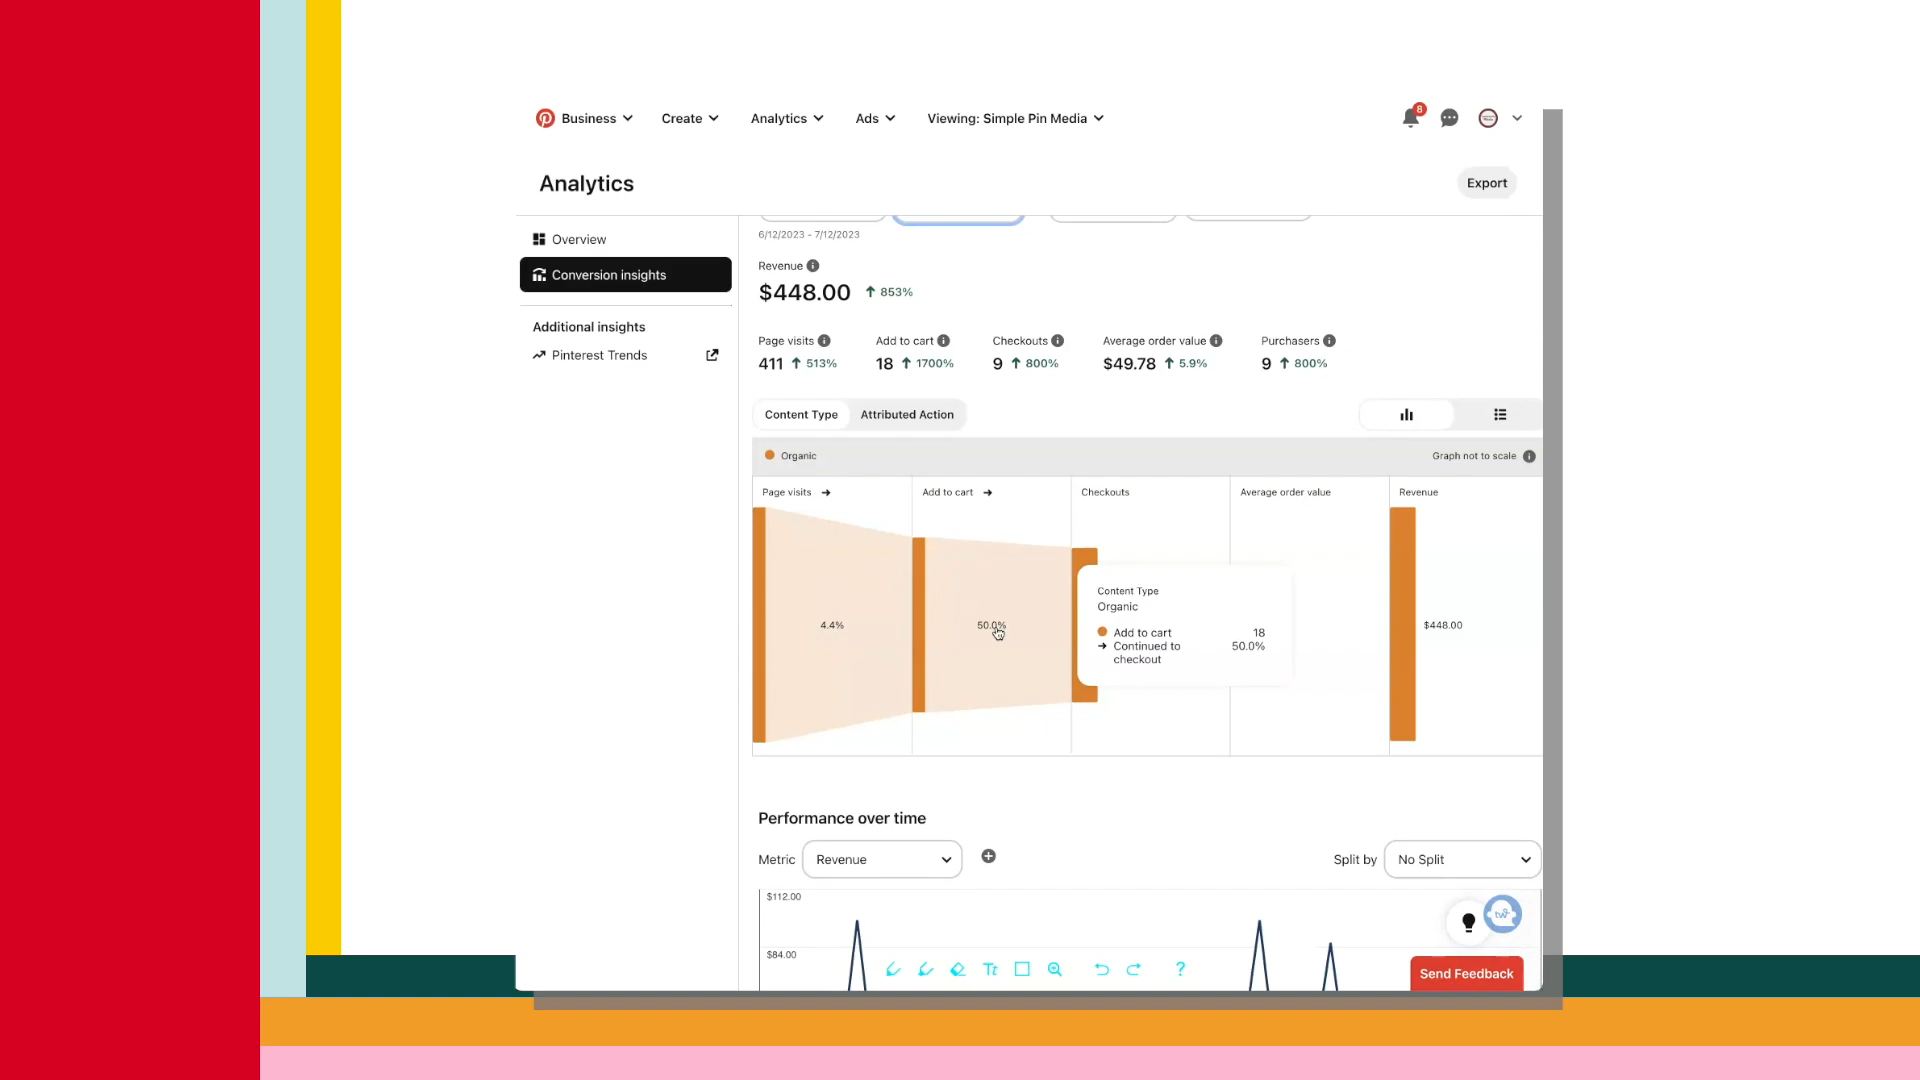 Business Create Analytics Ads Viewing: Simple Pin Media 8
Analytics Export
Overview
Conversion insights
Additional insights
Pinterest Trends
6/12/2023 - 7/12/2023
Revenue
$448.00 853%
Page visits Add to cart Checkouts Average order value Purchasers
411 513% 18 1700% 9 800% $49.78 5.9% 9 800%
Content Type Attributed Action
Organic Graph not to scale
Page visits Add to cart Checkouts Average order value Revenue
4.4% 50.0% $448.00
Content Type
Organic
Add to cart 18
Continued to 50.0%
checkout
Performance over time
Metric Revenue Split by No Split
$112.00
$84.00
Tt ?
Send Feedback